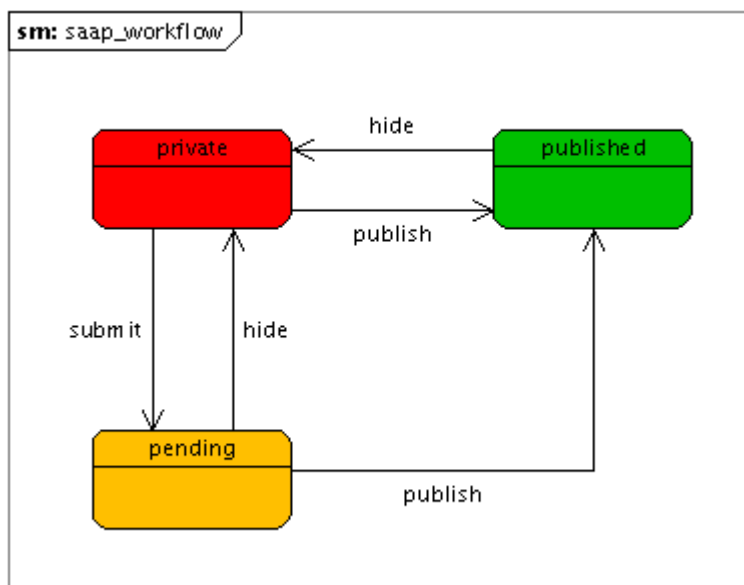 sm: saap_workflow
hide
private
published
publish
submit
hide
pending
publish